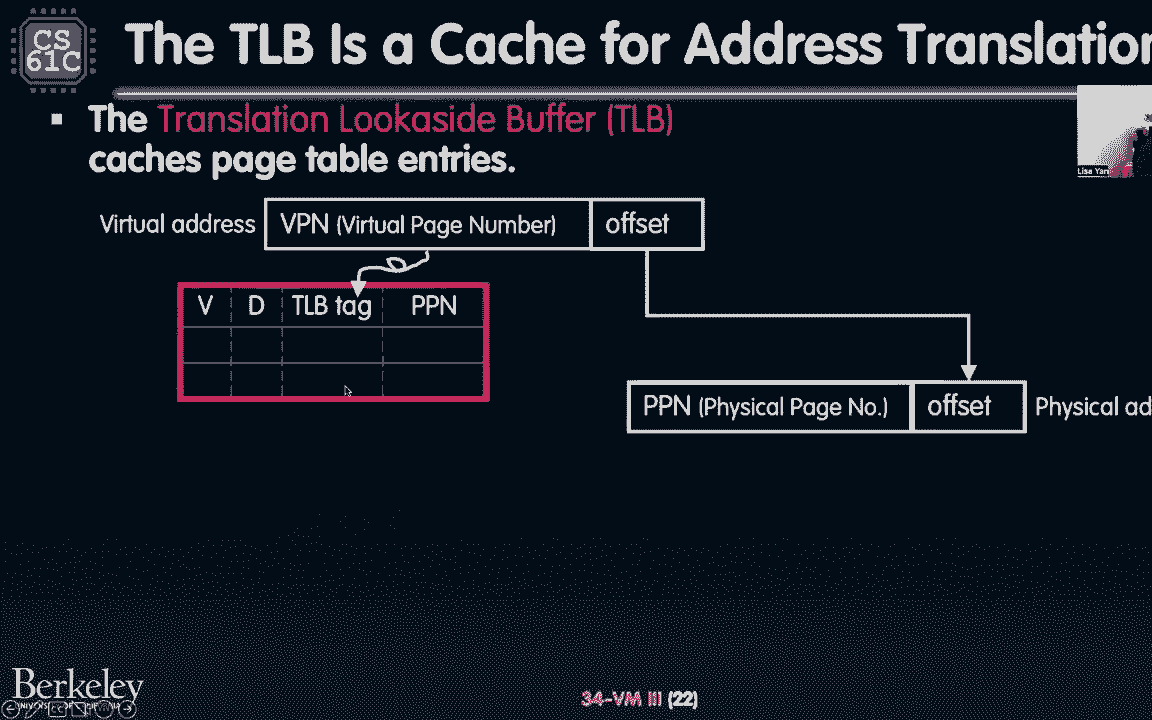 CS
61C
The TLB Is a Cache for Address Translation
The Translation Lookaside Buffer (TLB)
caches page table entries.
Virtual address VPN (Virtual Page Number) offset
V D TLB tag PPN
PPN (Physical Page No.) offset Physical ad
Lisa Yan
Berkeley
34-VM III (22)